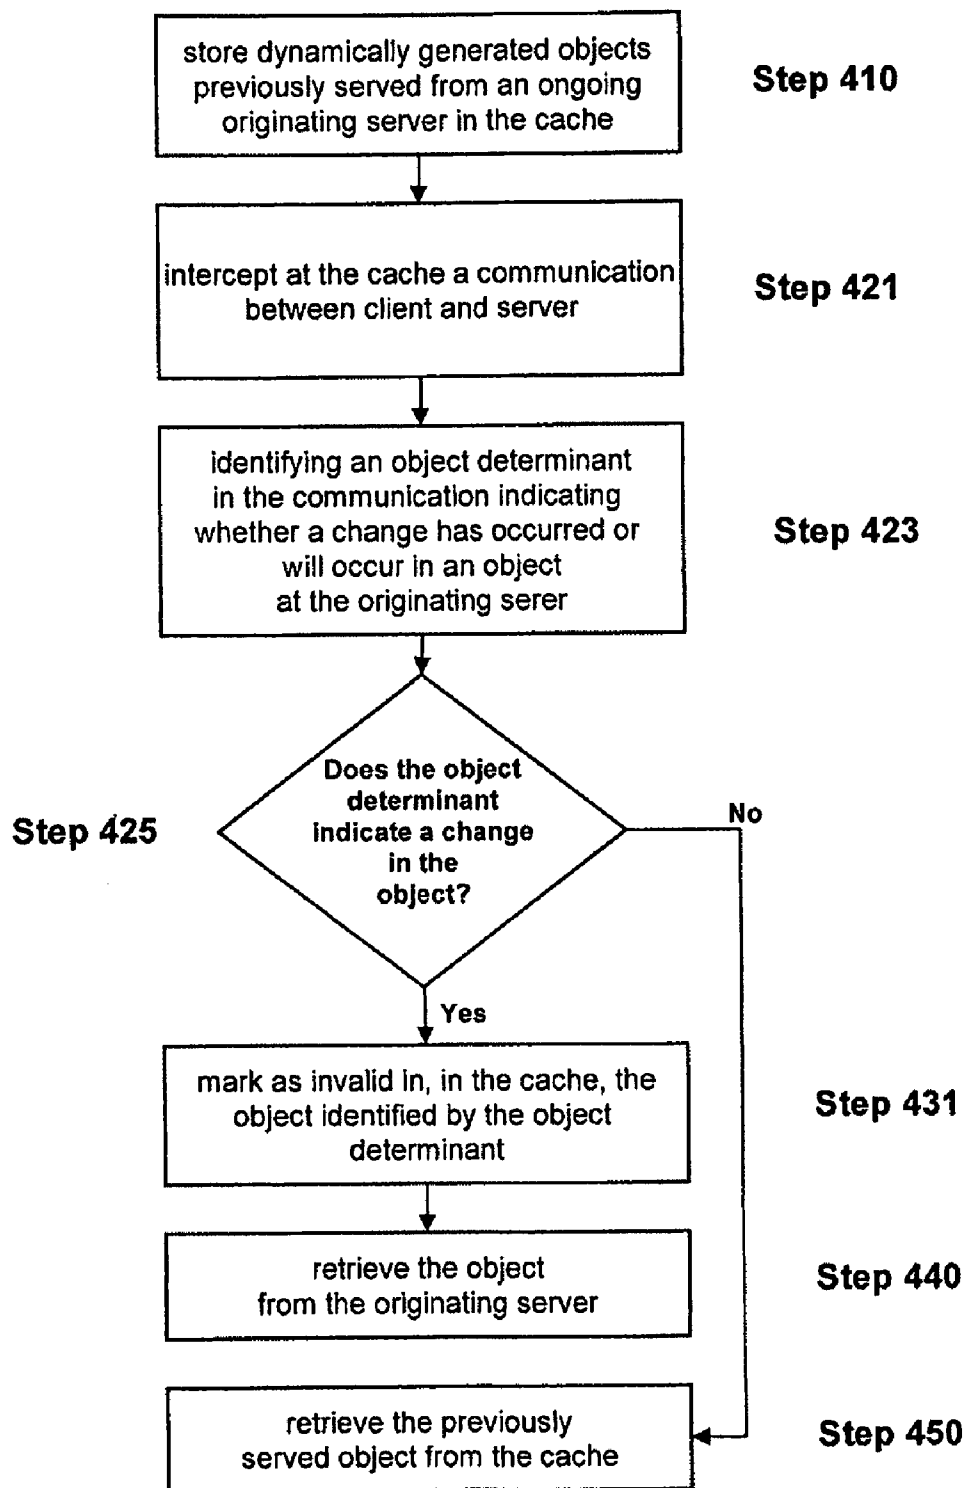 store dynamically generated objects
previously served from an ongoing
originating server in the cache
Step 410
intercept at the cache a communication
between client and server
Step 421
identifying an object determinant
in the communication indicating
whether a change has occurred or
will occur in an object
at the originating serer
Step 423
Does the object
determinant
indicate a change
in the
object?
Step 425
No
Yes
mark as invalid in, in the cache, the
object identified by the object
determinant
Step 431
retrieve the object
from the originating server
Step 440
retrieve the previously
served object from the cache
Step 450